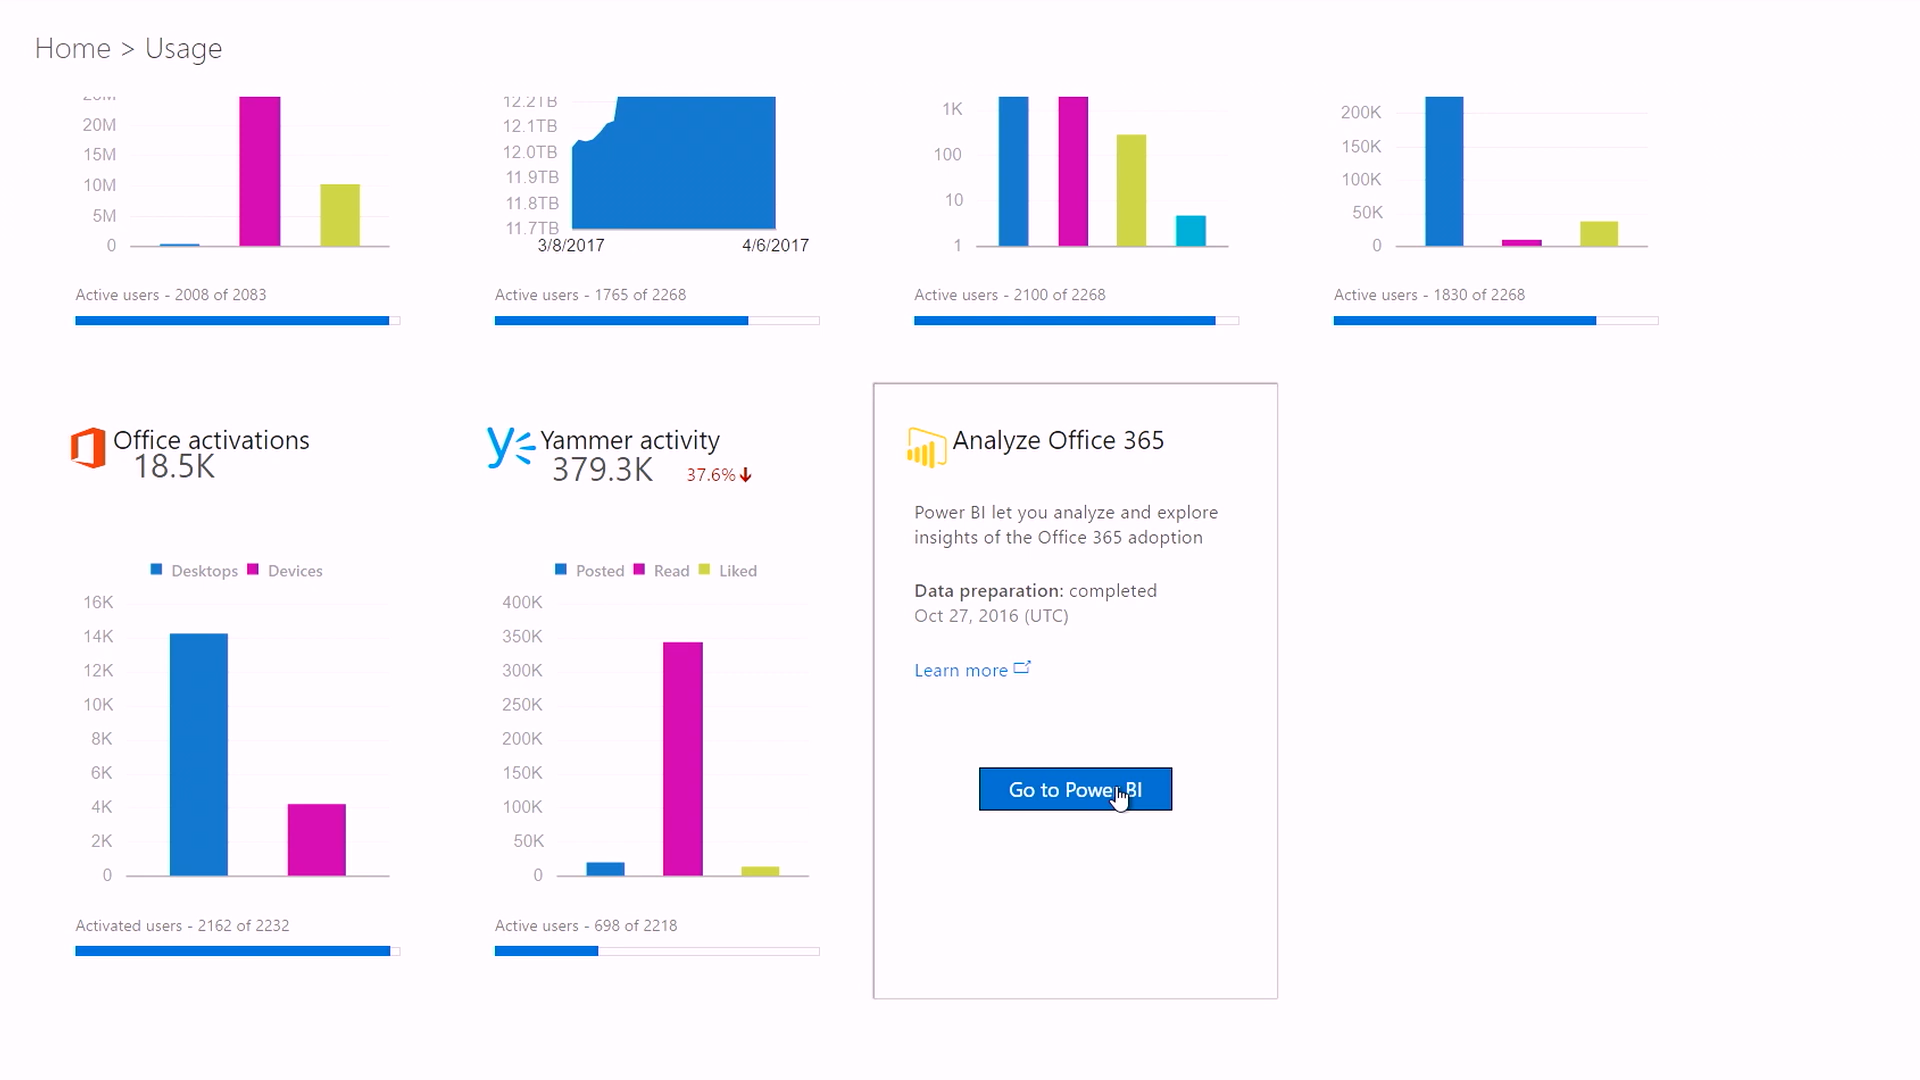 Home > Usage
20M
15M
10M
5M
0
12.2TB
12.1TB
12.0TB
11.9TB
11.8TB
11.7TB
3/8/2017 4/6/2017
1K
100
10
1
200K
150K
100K
50K
0
Active users - 2008 of 2083
Active users - 1765 of 2268
Active users - 2100 of 2268
Active users - 1830 of 2268
Office activations
18.5K
Desktops Devices
16K
14K
12K
10K
8K
6K
4K
2K
0
Activated users - 2162 of 2232
Yammer activity
379.3K 37.6%
Posted Read Liked
400K
350K
300K
250K
200K
150K
100K
50K
0
Active users - 698 of 2218
Analyze Office 365
Power BI let you analyze and explore
insights of the Office 365 adoption
Data preparation: completed
Oct 27, 2016 (UTC)
Learn more
Go to Power BI